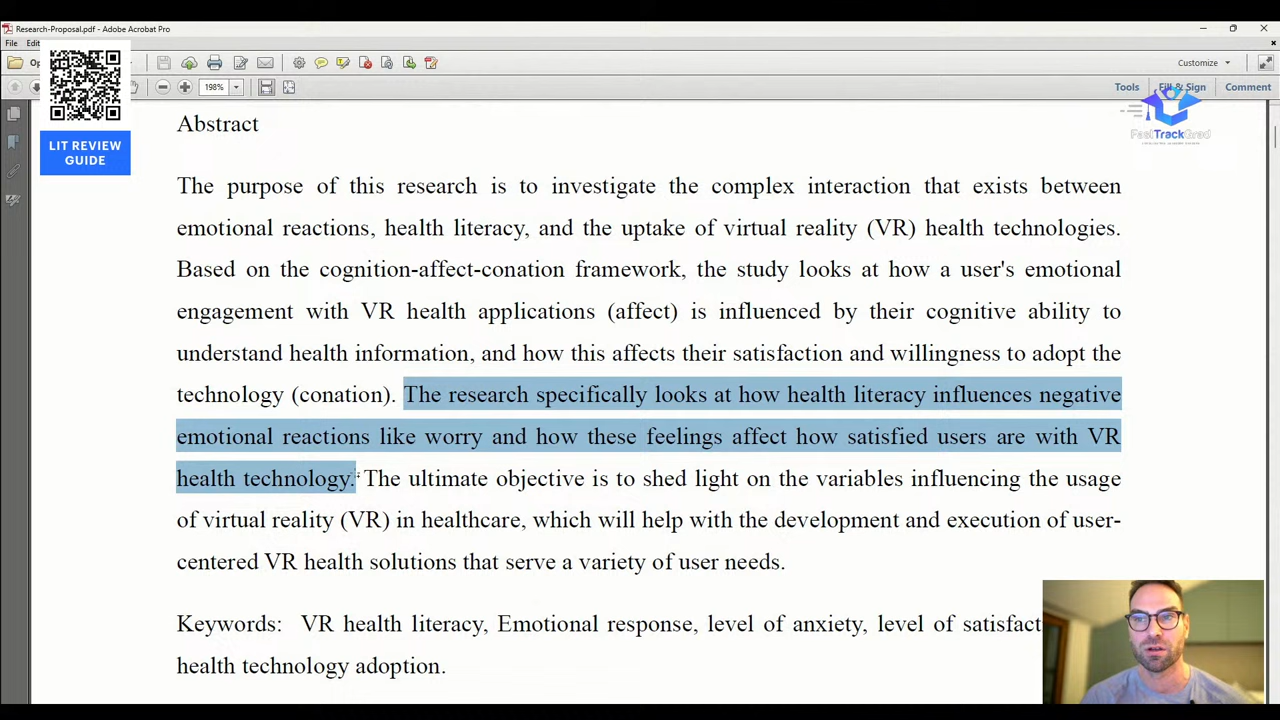 Research-Proposal.pdf - Adobe Acrobat Pro
File
Customize
198%
Tools
Fill & Sign
Comment
LIT REVIEW
GUIDE
FastTrackGrad
Abstract
The purpose of this research is to investigate the complex interaction that exists between
emotional reactions, health literacy, and the uptake of virtual reality (VR) health technologies.
Based on the cognition-affect-conation framework, the study looks at how a user's emotional
engagement with VR health applications (affect) is influenced by their cognitive ability to
understand health information, and how this affects their satisfaction and willingness to adopt the
technology (conation). The research specifically looks at how health literacy influences negative
emotional reactions like worry and how these feelings affect how satisfied users are with VR
health technology. The ultimate objective is to shed light on the variables influencing the usage
of virtual reality (VR) in healthcare, which will help with the development and execution of user-
centered VR health solutions that serve a variety of user needs.
Keywords: VR health literacy, Emotional response, level of anxiety, level of
health technology adoption.